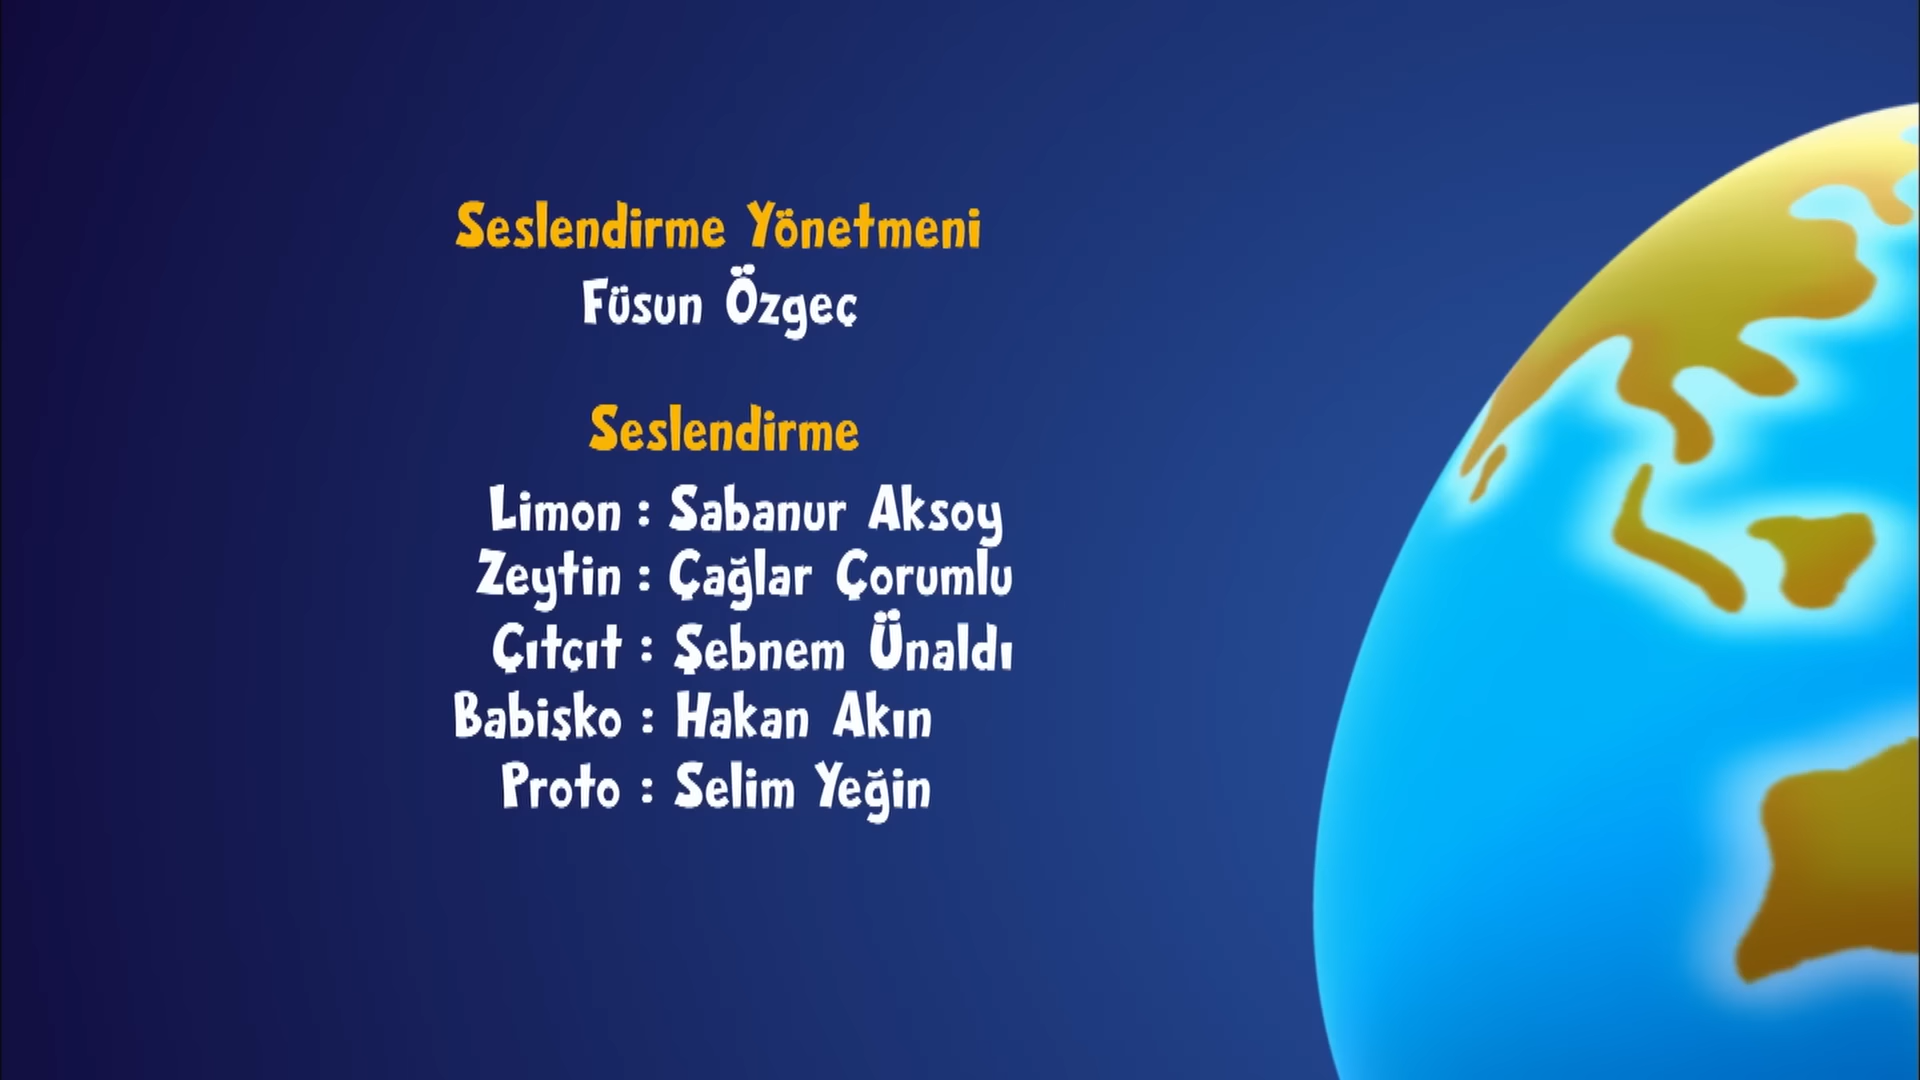 Seslendirme Yönetmeni
Füsun Özgeç
Seslendirme
Limon : Sabanur Aksoy
Zeytin : Çağlar Çorumlu
Çıtçıt : Şebnem Ünaldı
Babişko : Hakan Akın
Proto : Selim Yeğin